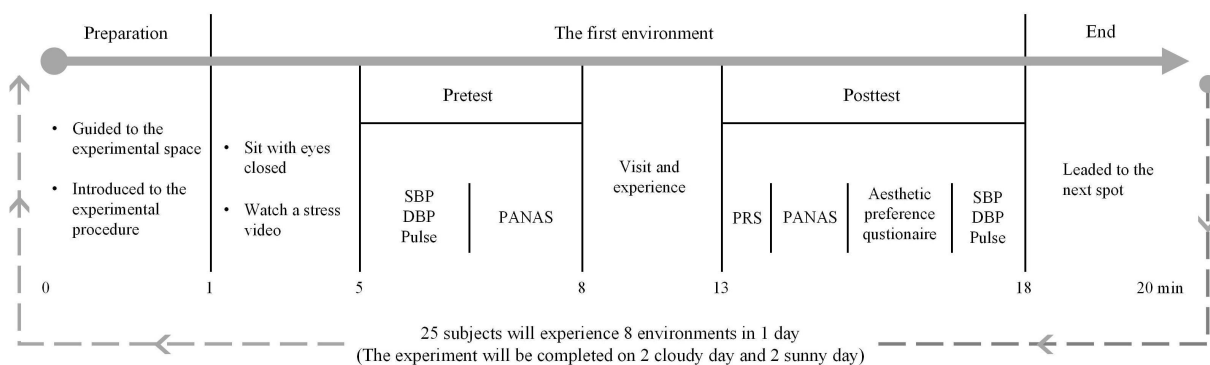 Preparation
The first environment
End
Pretest
Posttest
• Guided to the
experimental space
• Introduced to the
experimental
procedure
• Sit with eyes
closed
• Watch a stress
video
SBP
DBP
Pulse
PANAS
Visit and
experience
PRS
PANAS
Aesthetic
preference
qustionaire
SBP
DBP
Pulse
Leaded to the
next spot
0
1
5
8
13
18
20 min
25 subjects will experience 8 environments in 1 day
(The experiment will be completed on 2 cloudy day and 2 sunny day)